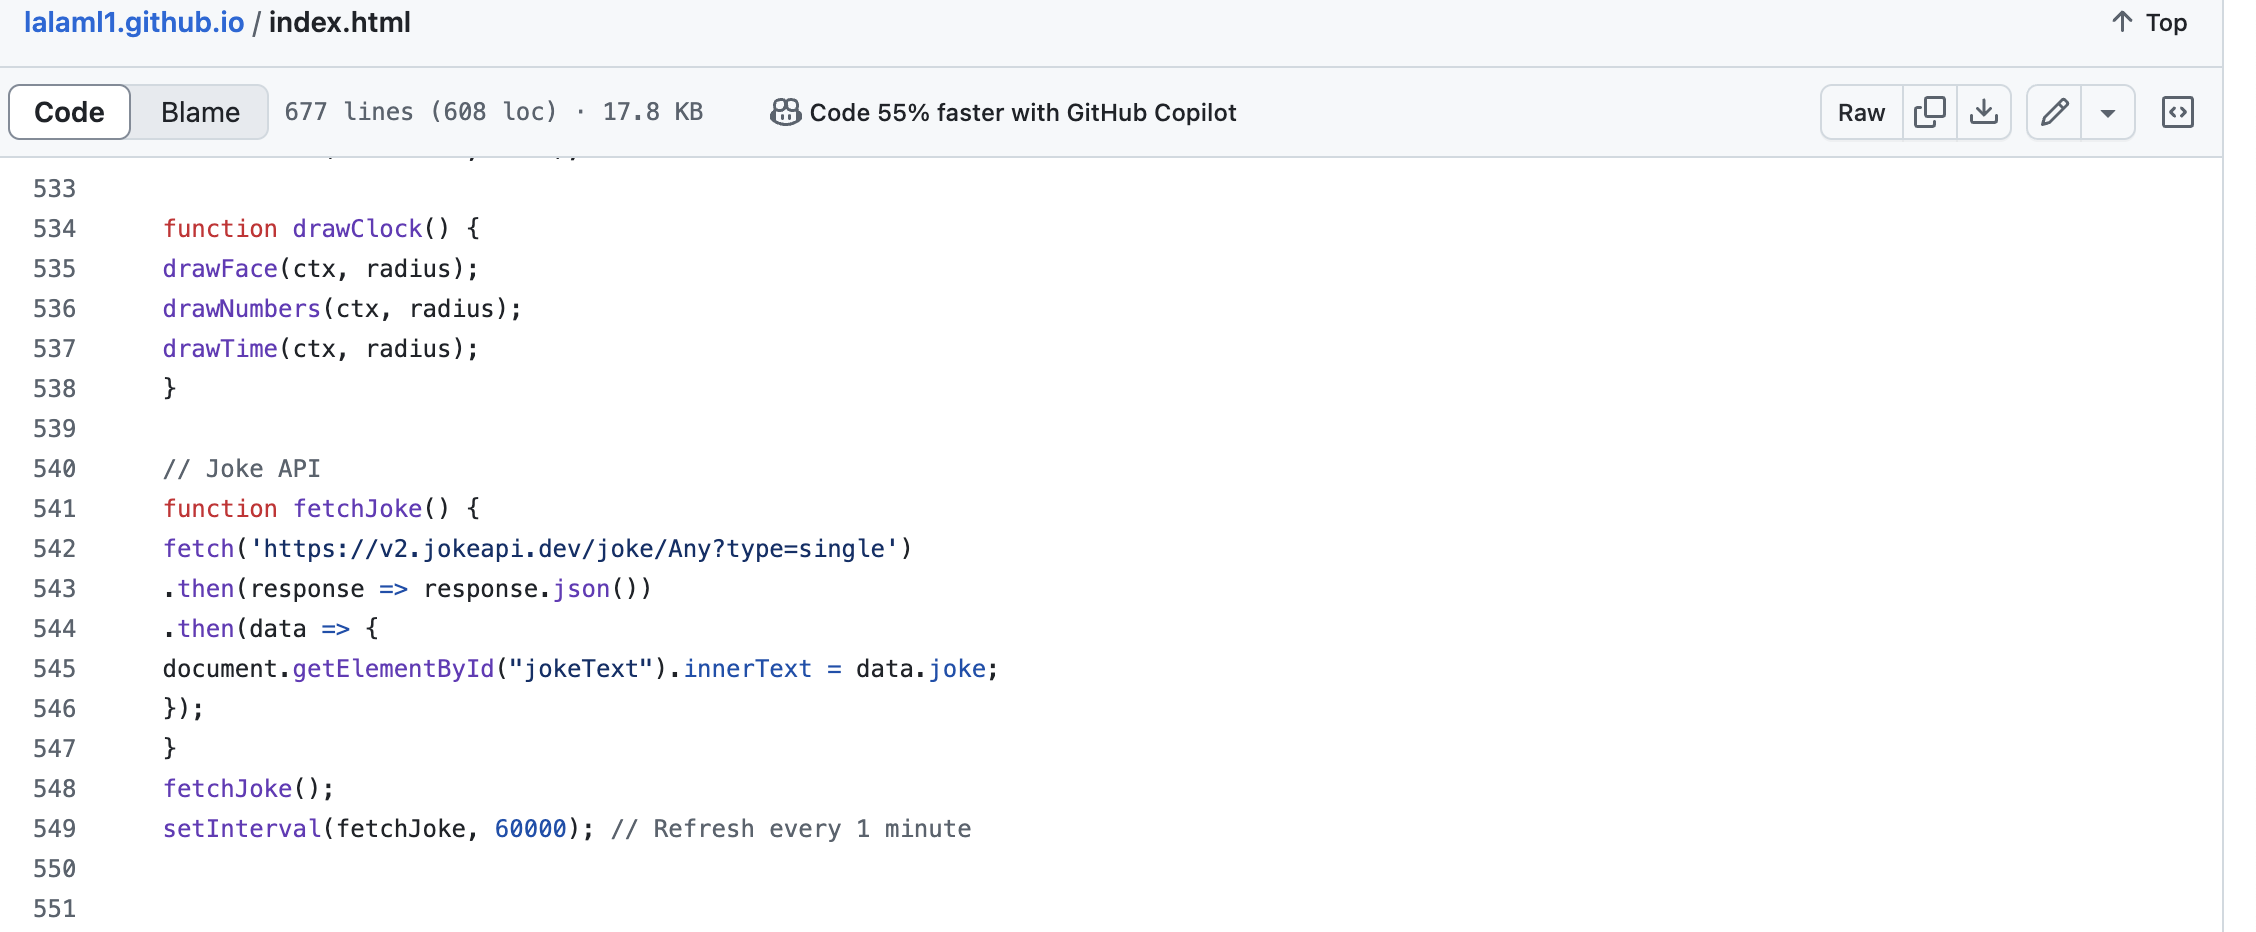 lalaml1.github.io / index.html
↑ Top
Code Blame 677 lines (608 loc) · 17.8 KB Code 55% faster with GitHub Copilot Raw
533
534 function drawClock() {
535 drawFace(ctx, radius);
536 drawNumbers(ctx, radius);
537 drawTime(ctx, radius);
538 }
539
540 // Joke API
541 function fetchJoke() {
542 fetch('https://v2.jokeapi.dev/joke/Any?type=single')
543 .then(response => response.json())
544 .then(data => {
545 document.getElementById("jokeText").innerText = data.joke;
546 });
547 }
548 fetchJoke();
549 setInterval(fetchJoke, 60000); // Refresh every 1 minute
550
551